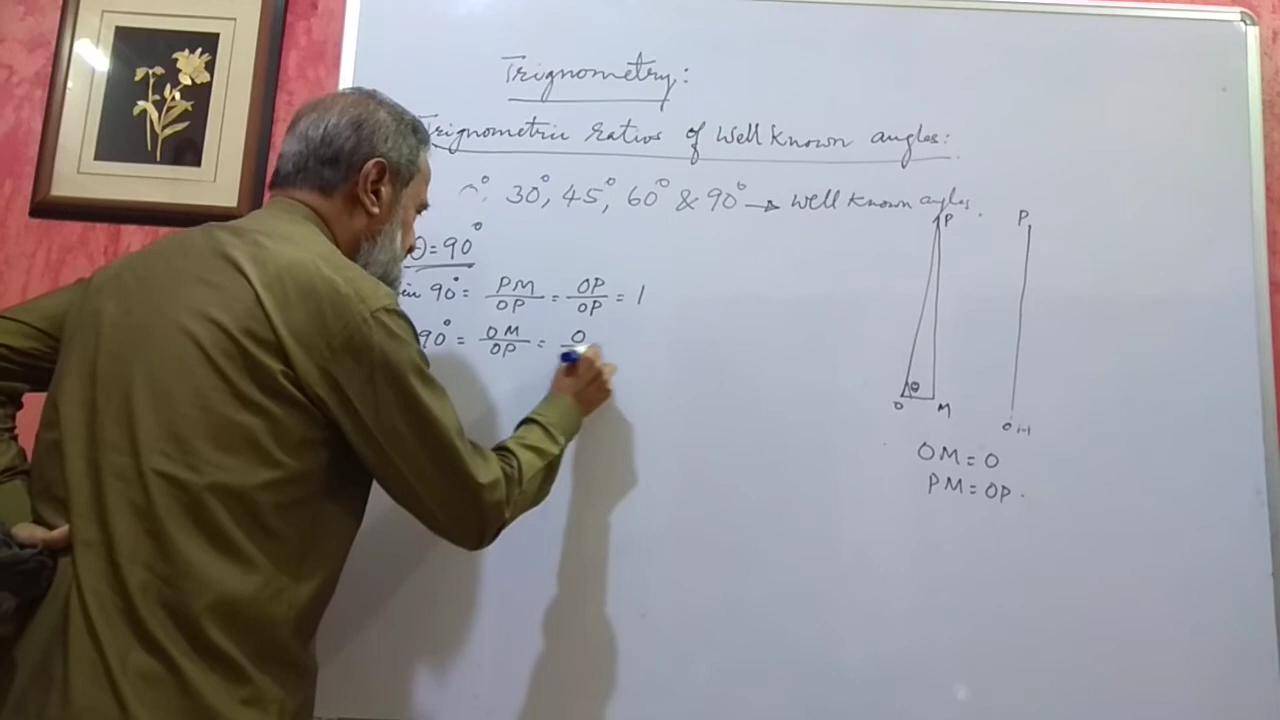 Trignometry:
Trignometric ratios of Well Known angles:
30°, 45°, 60° & 90° → Well Known angles.
θ = 90°
90° = PM/OP = OP/OP = 1
90° = OM/OP = 0
P
θ
O M
P
O
OM = O
PM = OP.